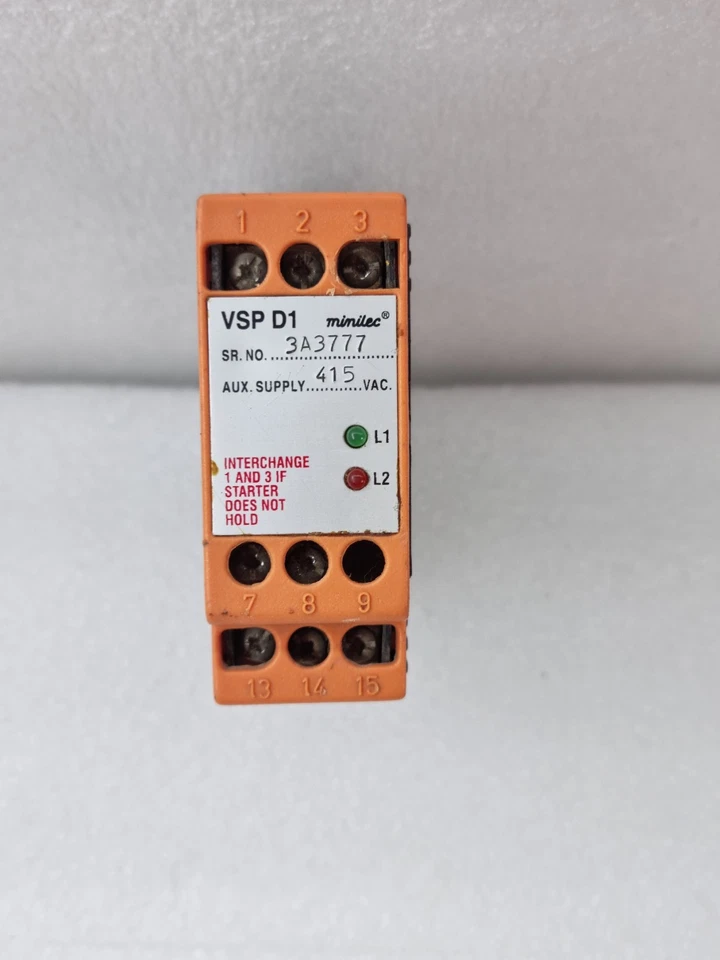 1 2 3
VSP D1 minilec®
SR. NO. 3A3777
AUX. SUPPLY 415 VAC.
L1
L2
INTERCHANGE
1 AND 3 IF
STARTER
DOES NOT
HOLD
7 8 9
13 14 15